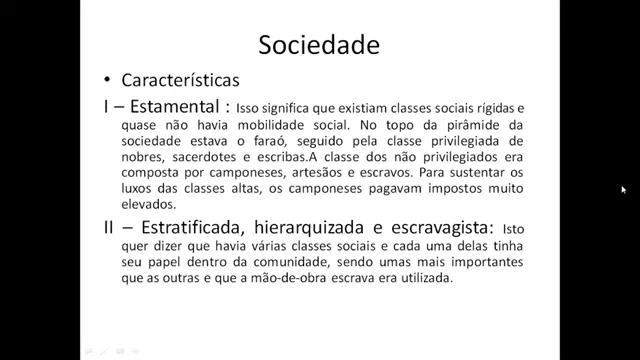 Sociedade
• Características
I – Estamental : Isso significa que existiam classes sociais rígidas e
quase não havia mobilidade social. No topo da pirâmide da
sociedade estava o faraó, seguido pela classe privilegiada de
nobres, sacerdotes e escribas.A classe dos não privilegiados era
composta por camponeses, artesãos e escravos. Para sustentar os
luxos das classes altas, os camponeses pagavam impostos muito
elevados.
II – Estratificada, hierarquizada e escravagista: Isto
quer dizer que havia várias classes sociais e cada uma delas tinha
seu papel dentro da comunidade, sendo umas mais importantes
que as outras e que a mão-de-obra escrava era utilizada.